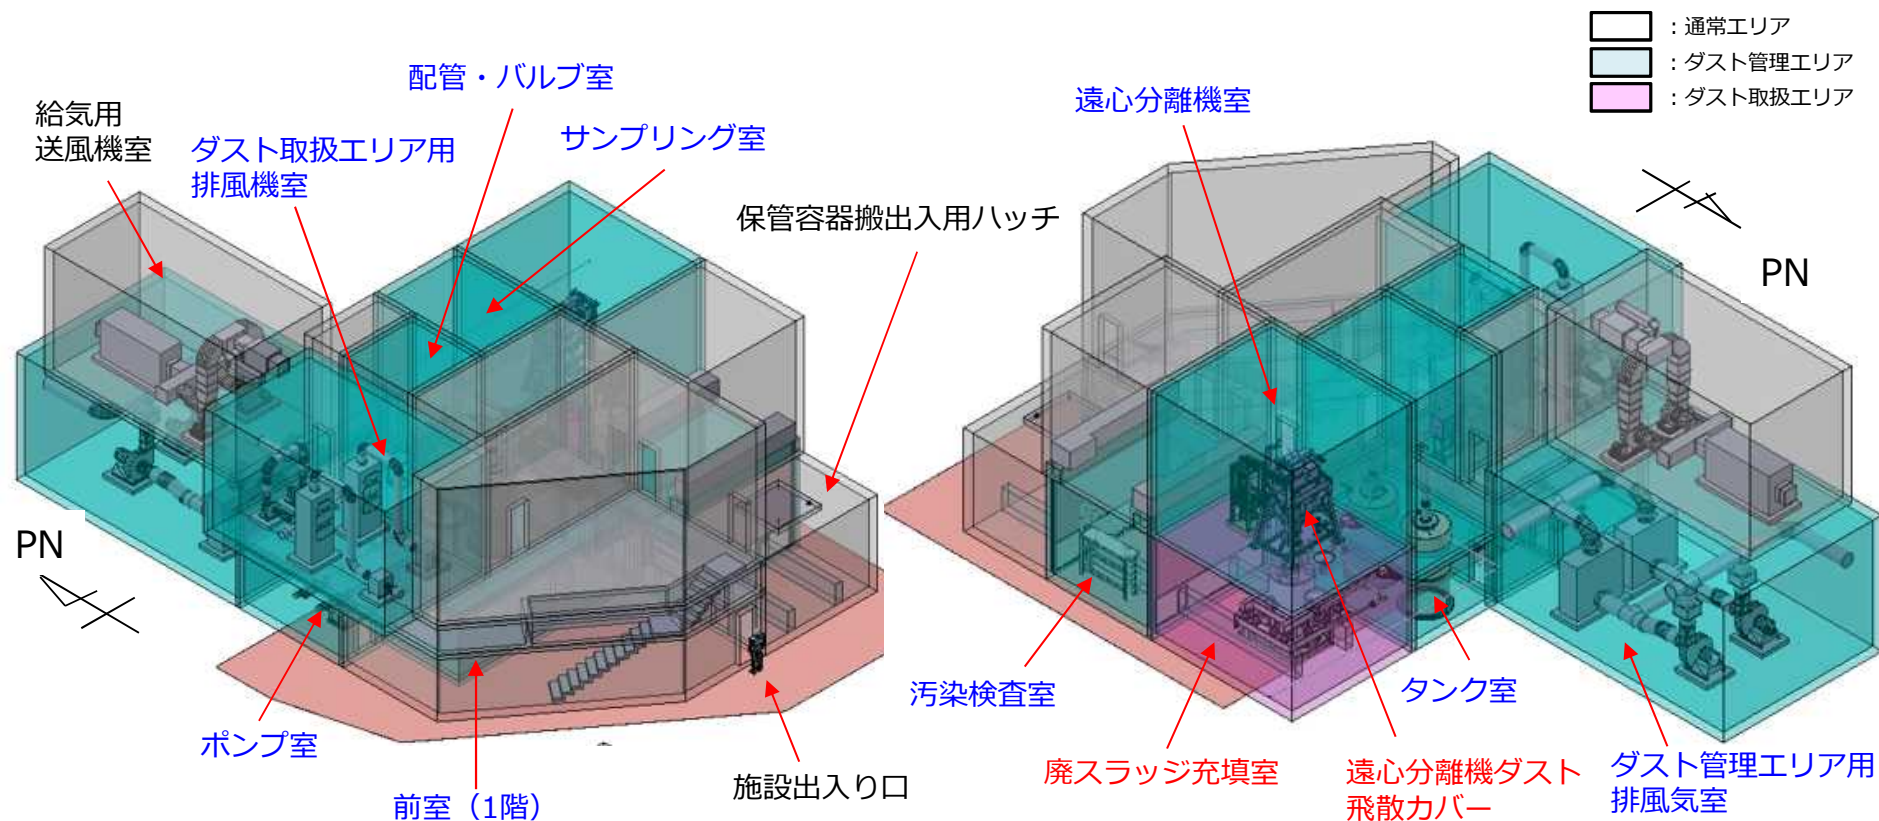 ：通常エリア
：ダスト管理エリア
：ダスト取扱エリア
配管・バルブ室
給気用
送風機室
ダスト取扱エリア用
排風機室
サンプリング室
保管容器搬出入用ハッチ
遠心分離機室
PN
PN
ポンプ室
前室（1階）
施設出入り口
汚染検査室
廃スラッジ充填室
遠心分離機ダスト
飛散カバー
タンク室
ダスト管理エリア用
排風気室